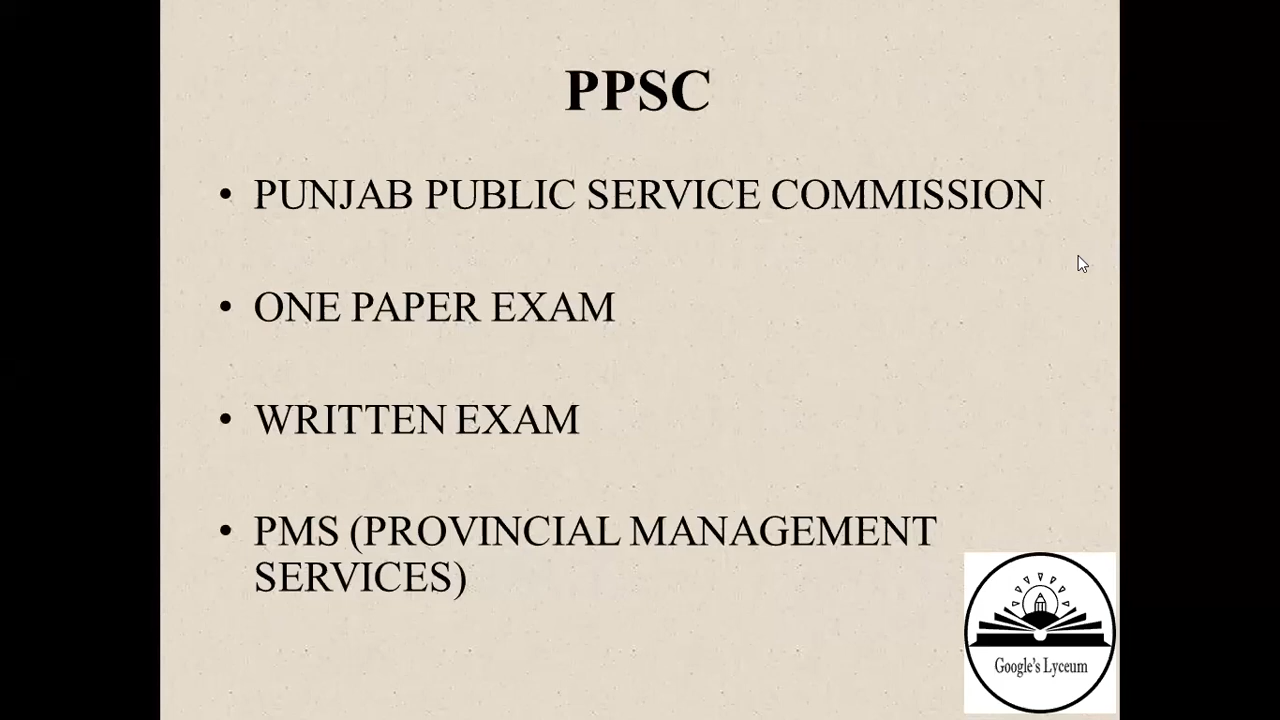 PPSC
• PUNJAB PUBLIC SERVICE COMMISSION
• ONE PAPER EXAM
• WRITTEN EXAM
• PMS (PROVINCIAL MANAGEMENT
SERVICES)
Google's Lyceum